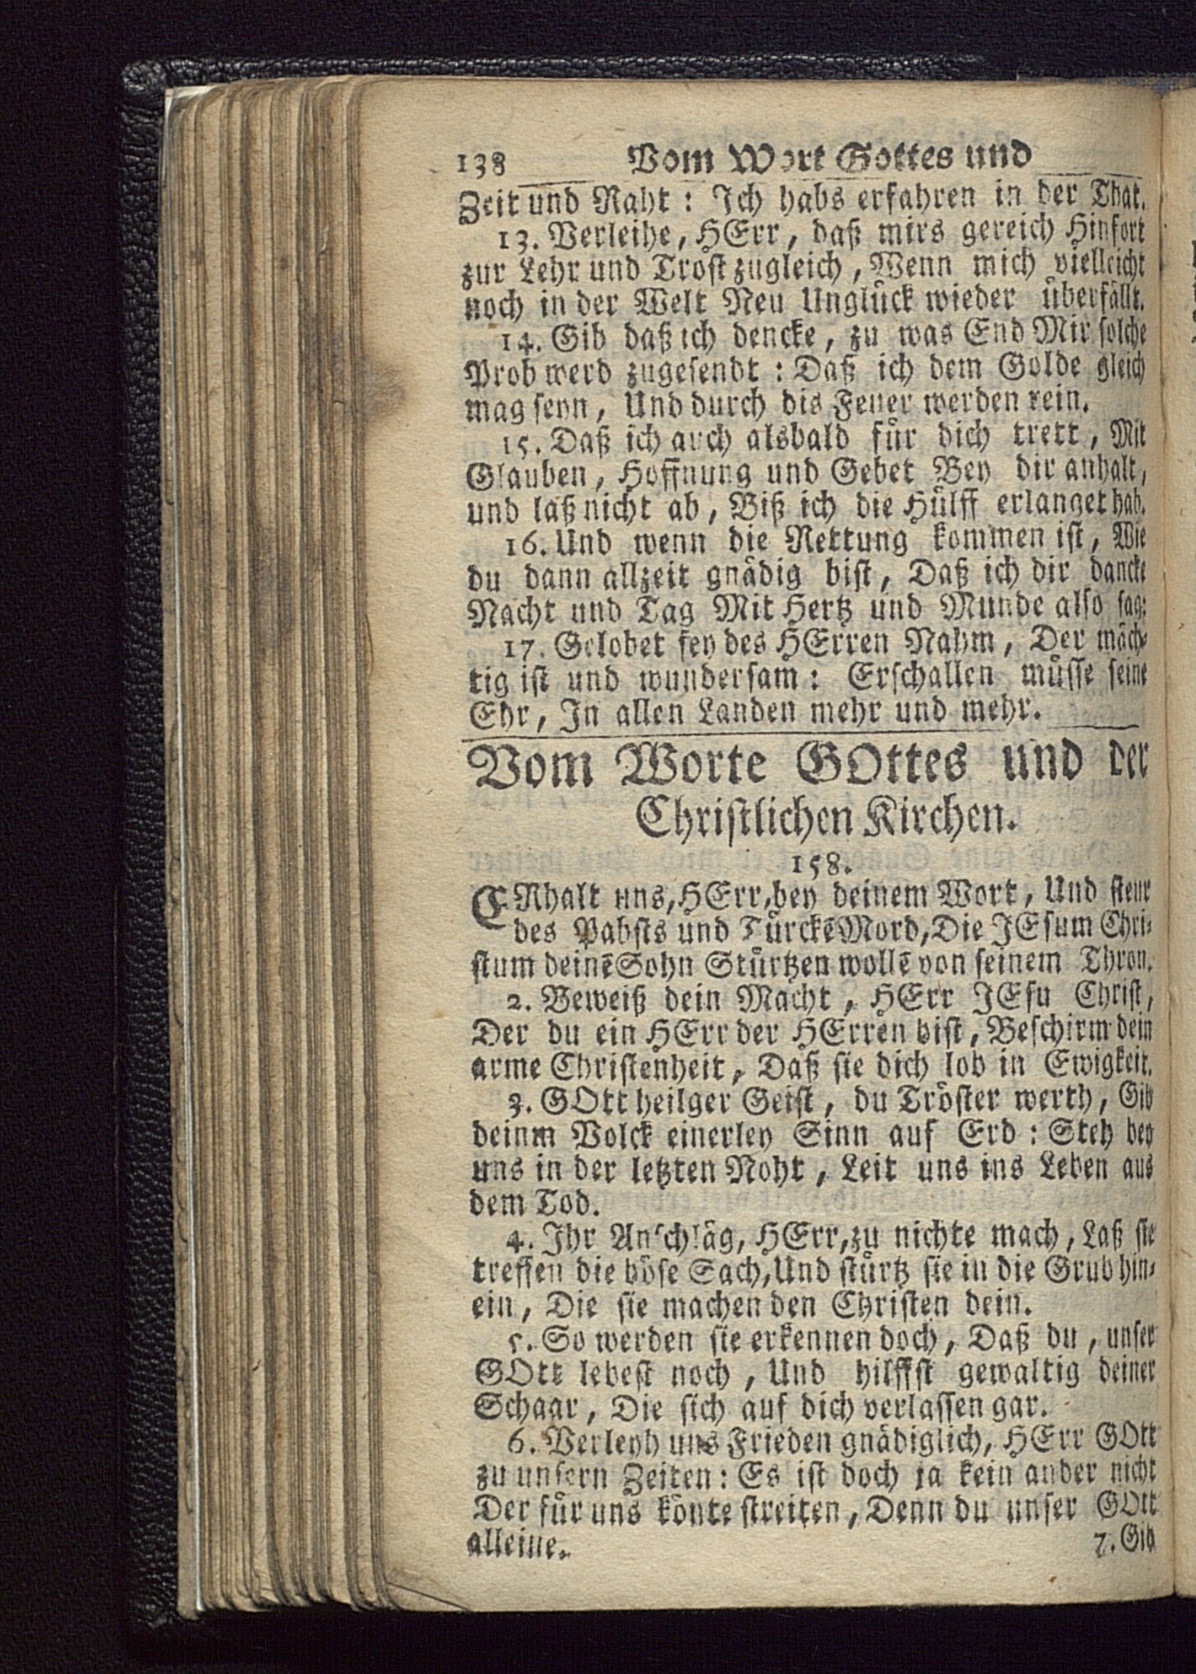 138 Vom Wort Gottes und
Zeit und Naht: Ich habs erfahren in der That.
13. Verleihe, HErr, daß mirs gereich Hinfort
zur Lehr und Trost zugleich, Wenn mich vielleicht
noch in der Welt Neu Unglück wieder überfällt.
14. Gib daß ich dencke, zu was End Mir solche
Prob werd zugesendt: Daß ich dem Golde gleich
mag seyn, Und durch dis Feuer werden rein.
15. Daß ich auch alsbald für dich trett, Mit
Glauben, Hoffnung und Gebet Bey dir anhalt,
und laß nicht ab, Biß ich die Hülff erlanget hab.
16. Und wenn die Rettung kommen ist, Wie
du dann allzeit gnädig bist, Daß ich dir dancke
Nacht und Tag Mit Hertz und Munde also sag:
17. Gelobet sey des HErren Nahm, Der mäch-
tig ist und wundersam: Erschallen müsse seine
Ehr, In allen Landen mehr und mehr.
Vom Worte GOttes und der
Christlichen Kirchen.
158.
ERhalt uns, HErr, bey deinem Wort, Und steur
des Pabsts und Türckē Mord, Die JEsum Chri-
stum deinē Sohn Stürtzen wollē von seinem Thron.
2. Beweiß dein Macht, HErr JEsu Christ,
Der du ein HErr der HErren bist, Beschirm dein
arme Christenheit, Daß sie dich lob in Ewigkeit.
3. GOtt heilger Geist, du Tröster werth, Gib
deinm Volck einerley Sinn auf Erd: Steh bey
uns in der letzten Noht, Leit uns ins Leben aus
dem Tod.
4. Ihr Anschläg, HErr, zu nichte mach, Laß sie
treffen die böse Sach, Und stürtz sie in die Grub hin-
ein, Die sie machen den Christen dein.
5. So werden sie erkennen doch, Daß du, unser
GOtt lebest noch, Und hilffst gewaltig deiner
Schaar, Die sich auf dich verlassen gar.
6. Verleyh uns Frieden gnädiglich, HErr GOtt
zu unsern Zeiten: Es ist doch ja kein ander nicht
Der für uns könte streiten, Denn du unser GOtt
alleine. 7. Gib